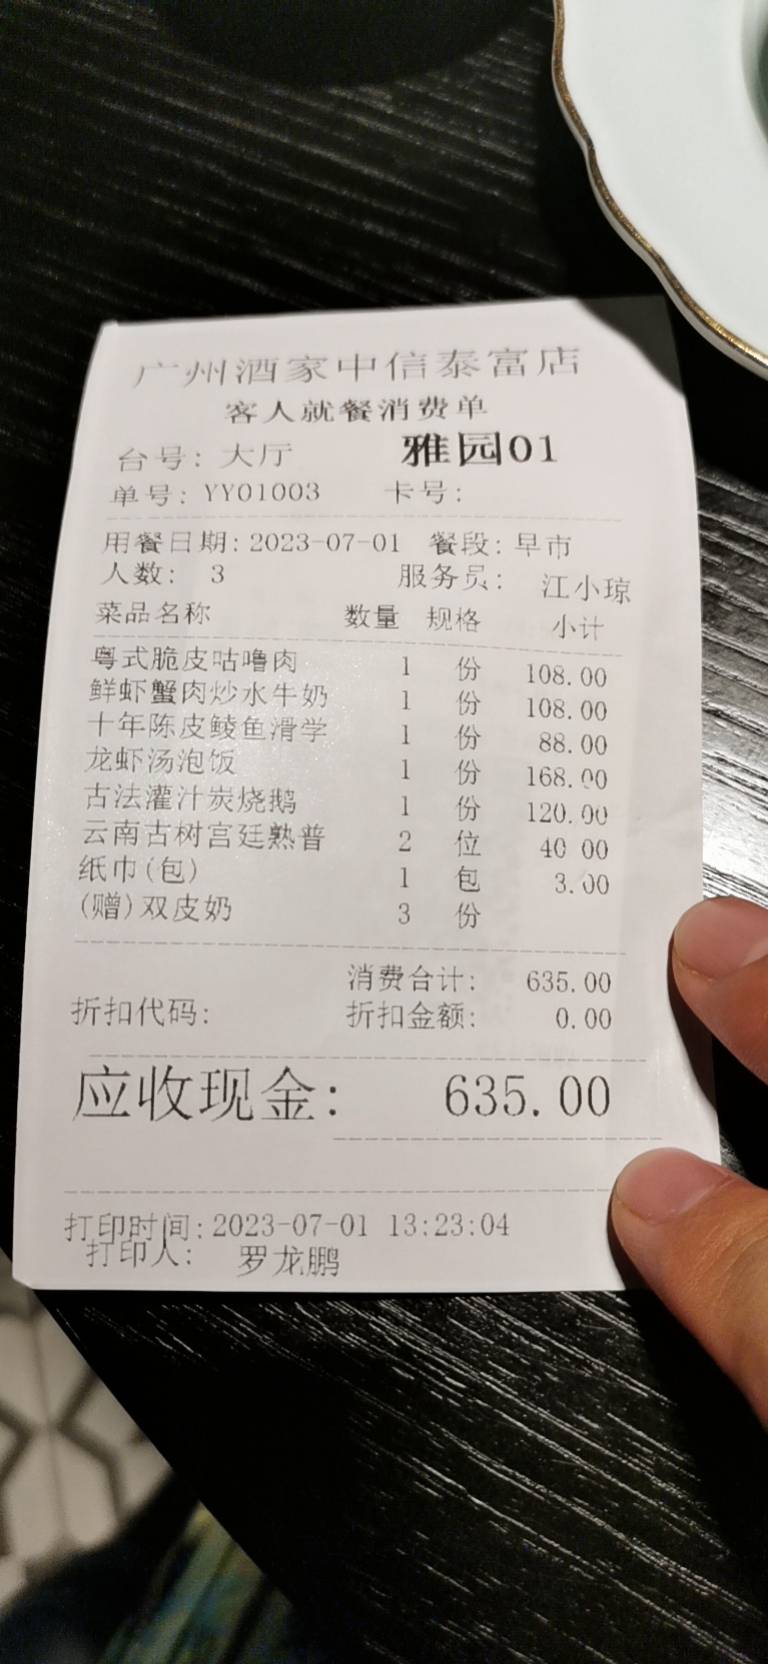 广州酒家中信泰富店
客人就餐消费单
台号: 大厅 雅园01
单号: YY01003 卡号:
用餐日期: 2023-07-01 餐段: 早市
人数: 3 服务员: 江小琼
菜品名称 数量 规格 小计
粤式脆皮咕噜肉 1 份 108.00
鲜虾蟹肉炒水牛奶 1 份 108.00
十年陈皮鲮鱼滑学 1 份 88.00
龙虾汤泡饭 1 份 168.00
古法灌汁炭烧鹅 1 份 120.00
云南古树宫廷熟普 2 位 40.00
纸巾(包) 1 包 3.00
(赠)双皮奶 3 份
消费合计: 635.00
折扣代码: 折扣金额: 0.00
应收现金: 635.00
打印时间: 2023-07-01 13:23:04
打印人: 罗龙鹏